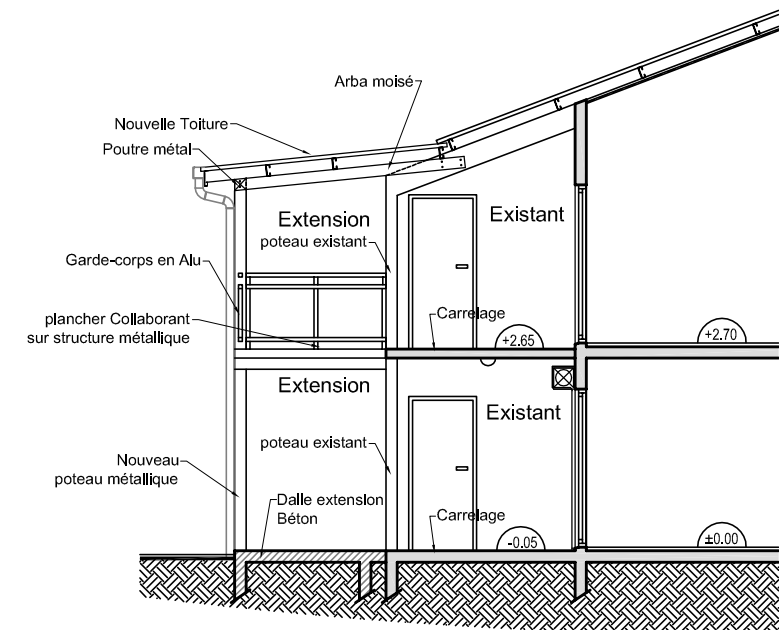 Arba moisé
Nouvelle Toiture
Poutre métal
Extension
Existant
poteau existant
Garde-corps en Alu
plancher Collaborant
sur structure métallique
Carrelage
+2.65
+2.70
Extension
Existant
poteau existant
Nouveau
poteau métallique
Dalle extension
Béton
Carrelage
-0.05
±0.00